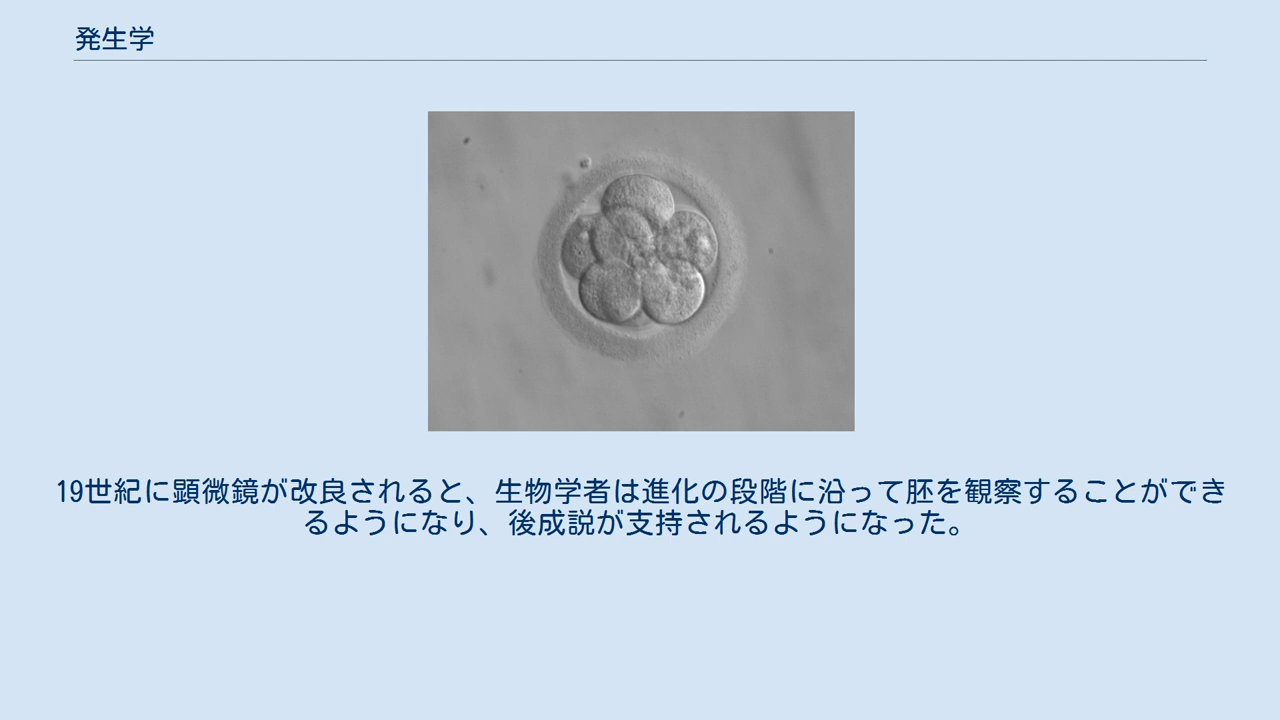 発生学
19世紀に顕微鏡が改良されると、生物学者は進化の段階に沿って胚を観察することができ
るようになり、後成説が支持されるようになった。